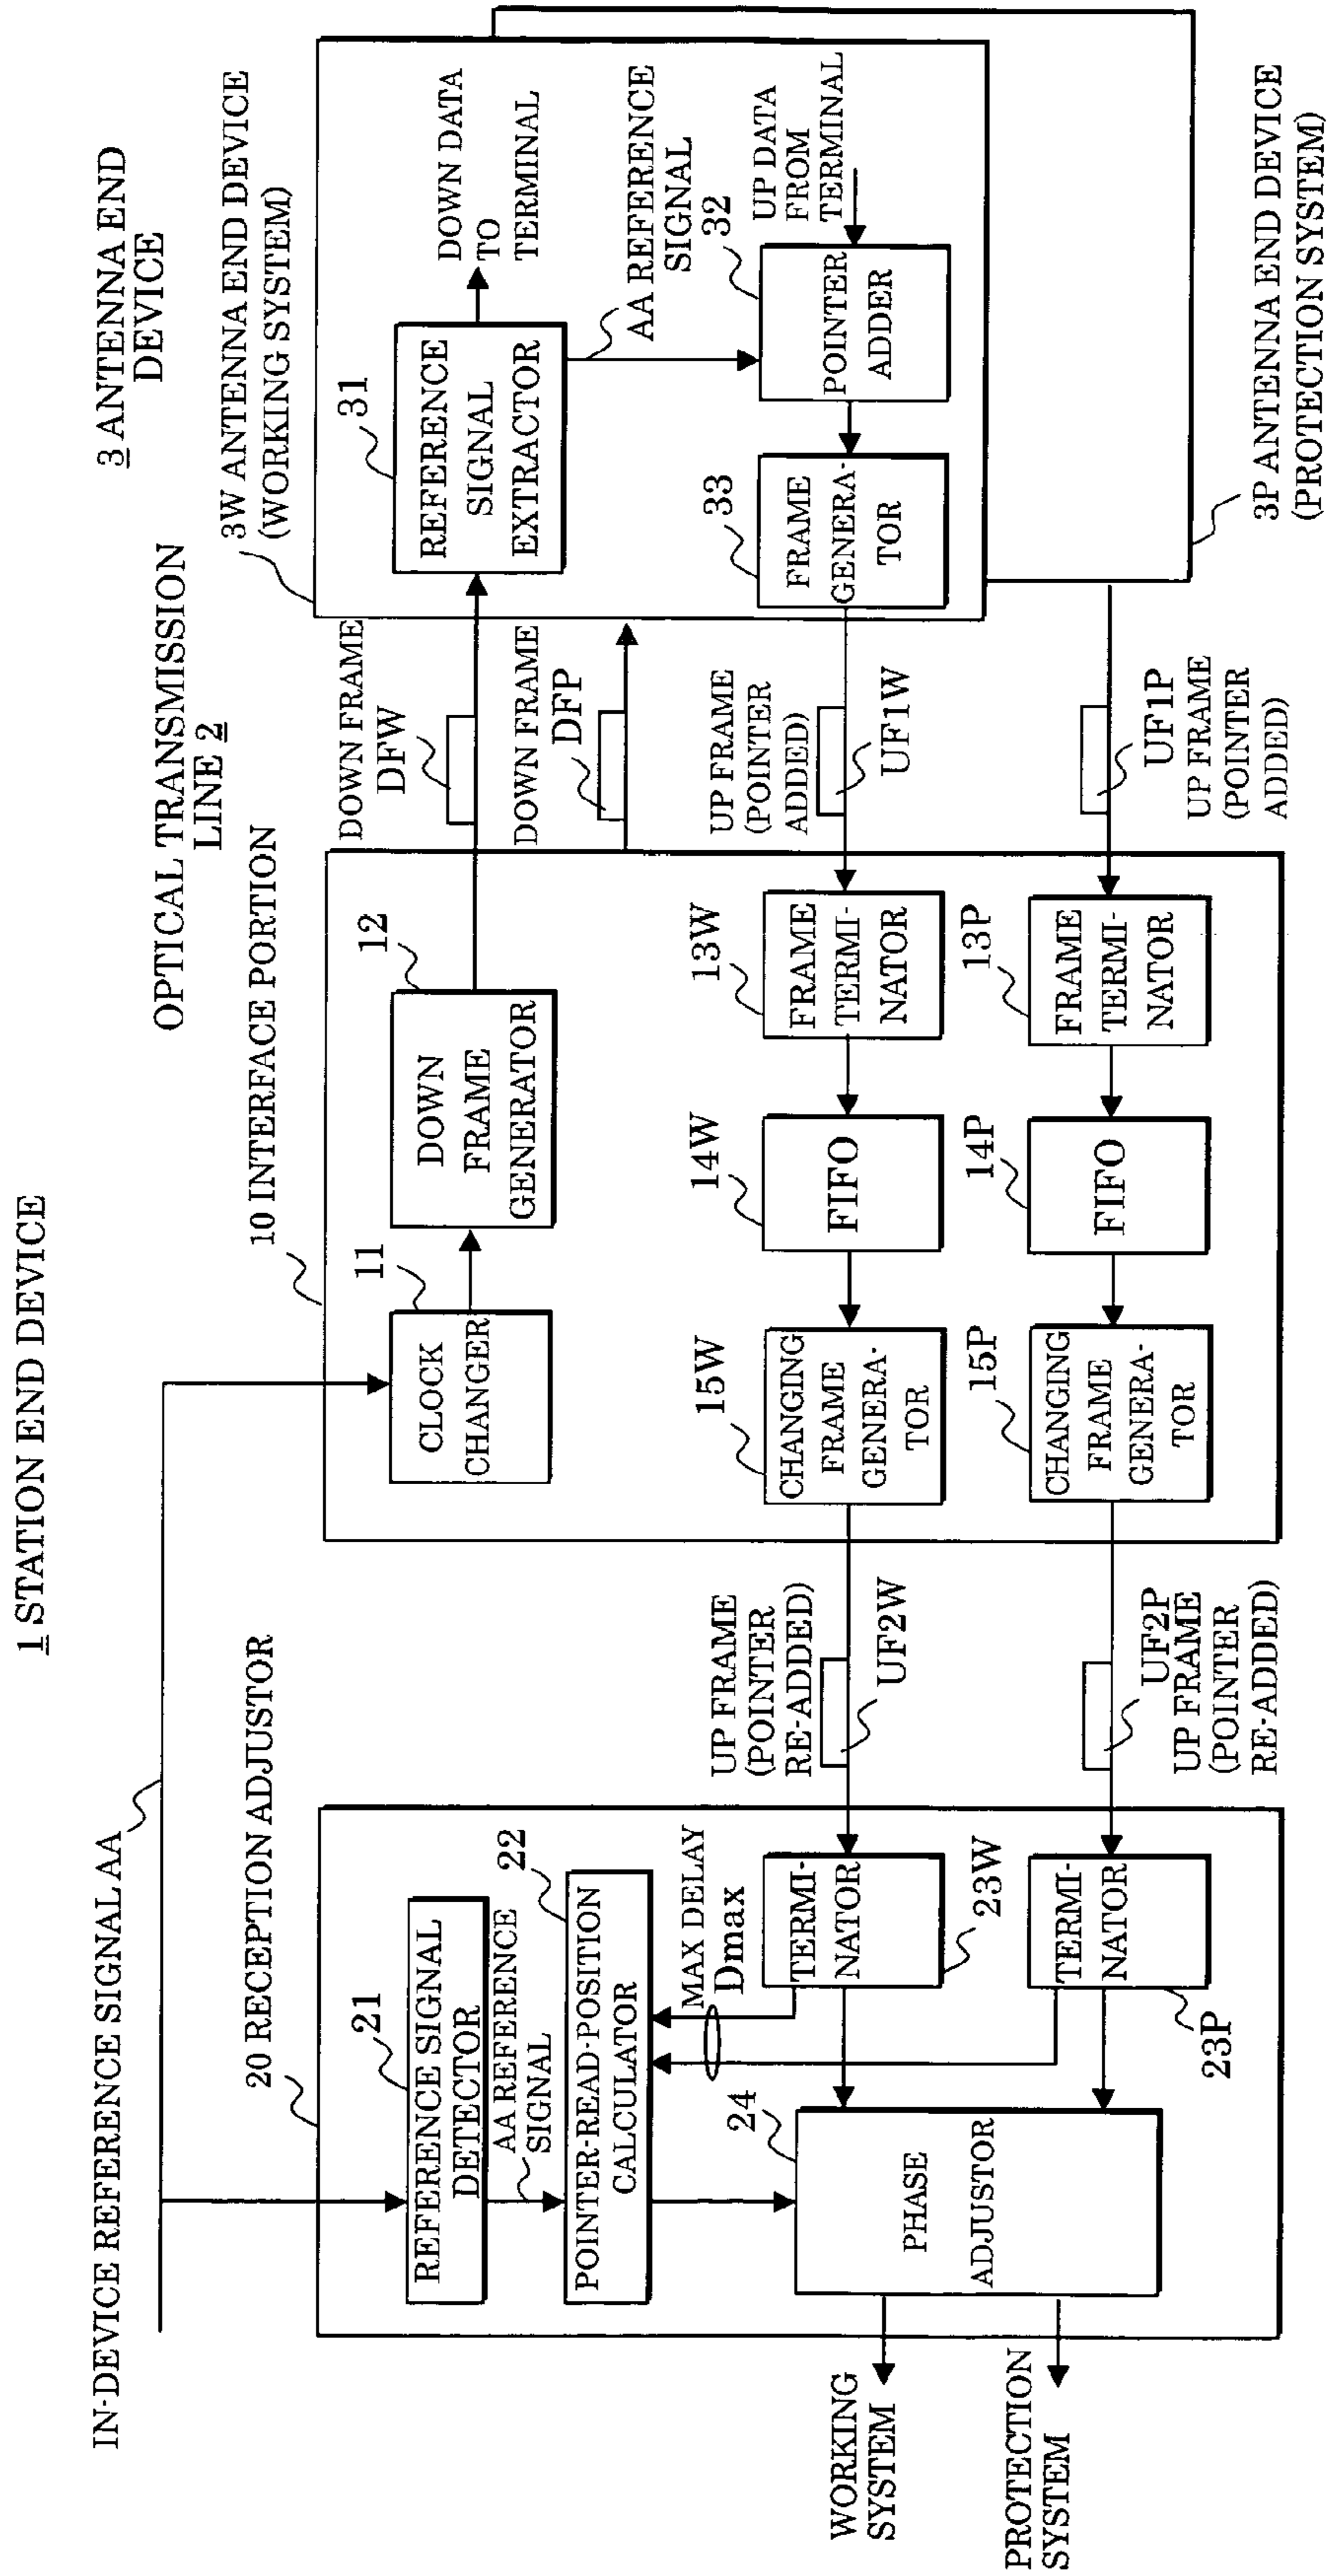 1 STATION END DEVICE
IN-DEVICE REFERENCE SIGNAL AA
OPTICAL TRANSMISSION
LINE 2
3 ANTENNA END
DEVICE
20 RECEPTION ADJUSTOR
21
REFERENCE SIGNAL
DETECTOR
AA REFERENCE
SIGNAL
22
POINTER-READ-POSITION
CALCULATOR
MAX DELAY
Dmax
TERMI-
NATOR
23W
TERMI-
NATOR
23P
24
PHASE
ADJUSTOR
WORKING
SYSTEM
PROTECTION
SYSTEM
UP FRAME
(POINTER
RE-ADDED)
UF2W
UF2P
UP FRAME
(POINTER
RE-ADDED)
10 INTERFACE PORTION
11
CLOCK
CHANGER
12
DOWN
FRAME
GENERATOR
15W
CHANGING
FRAME
GENERA-
TOR
14W
FIFO
13W
FRAME
TERMI-
NATOR
15P
CHANGING
FRAME
GENERA-
TOR
14P
FIFO
13P
FRAME
TERMI-
NATOR
DOWN FRAME
DFW
DOWN FRAME
DFP
UP FRAME
(POINTER
ADDED)
UF1W
UF1P
UP FRAME
(POINTER
ADDED)
3W ANTENNA END DEVICE
(WORKING SYSTEM)
31
REFERENCE
SIGNAL
EXTRACTOR
DOWN DATA
TO
TERMINAL
AA REFERENCE
SIGNAL
32
POINTER
ADDER
UP DATA
FROM
TERMINAL
33
FRAME
GENERA-
TOR
3P ANTENNA END DEVICE
(PROTECTION SYSTEM)